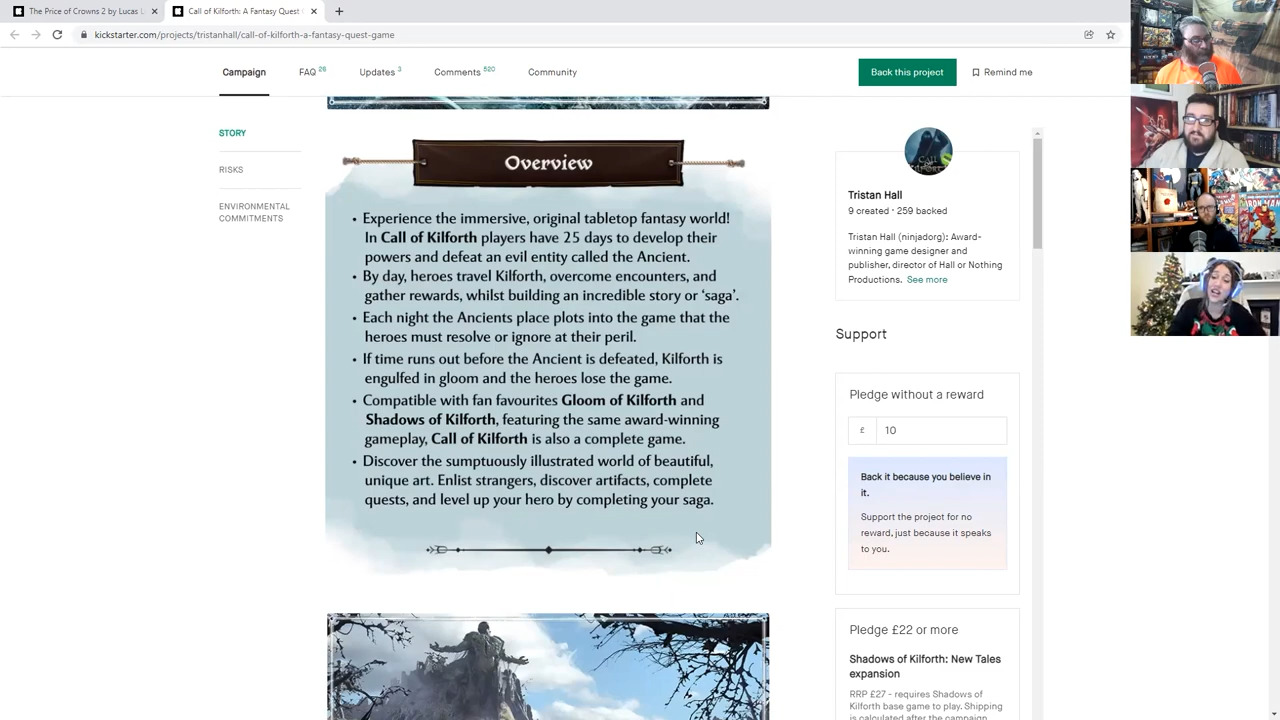 The Price of Crowns 2 by Lucas L
Call of Kilforth: A Fantasy Quest G
kickstarter.com/projects/tristanhall/call-of-kilforth-a-fantasy-quest-game
Campaign
FAQ 26
Updates 3
Comments 520
Community
Back this project
Remind me
STORY
RISKS
ENVIRONMENTAL
COMMITMENTS
Overview
• Experience the immersive, original tabletop fantasy world!
In Call of Kilforth players have 25 days to develop their
powers and defeat an evil entity called the Ancient.
• By day, heroes travel Kilforth, overcome encounters, and
gather rewards, whilst building an incredible story or ‘saga’.
• Each night the Ancients place plots into the game that the
heroes must resolve or ignore at their peril.
• If time runs out before the Ancient is defeated, Kilforth is
engulfed in gloom and the heroes lose the game.
• Compatible with fan favourites Gloom of Kilforth and
Shadows of Kilforth, featuring the same award-winning
gameplay, Call of Kilforth is also a complete game.
• Discover the sumptuously illustrated world of beautiful,
unique art. Enlist strangers, discover artifacts, complete
quests, and level up your hero by completing your saga.
Tristan Hall
9 created · 259 backed
Tristan Hall (ninjadorg): Award-
winning game designer and
publisher, director of Hall or Nothing
Productions. See more
Support
Pledge without a reward
£ 10
Back it because you believe in
it.
Support the project for no
reward, just because it speaks
to you.
Pledge £22 or more
Shadows of Kilforth: New Tales
expansion
RRP £27 - requires Shadows of
Kilforth base game to play. Shipping
is calculated after the campaign
IRON MAN